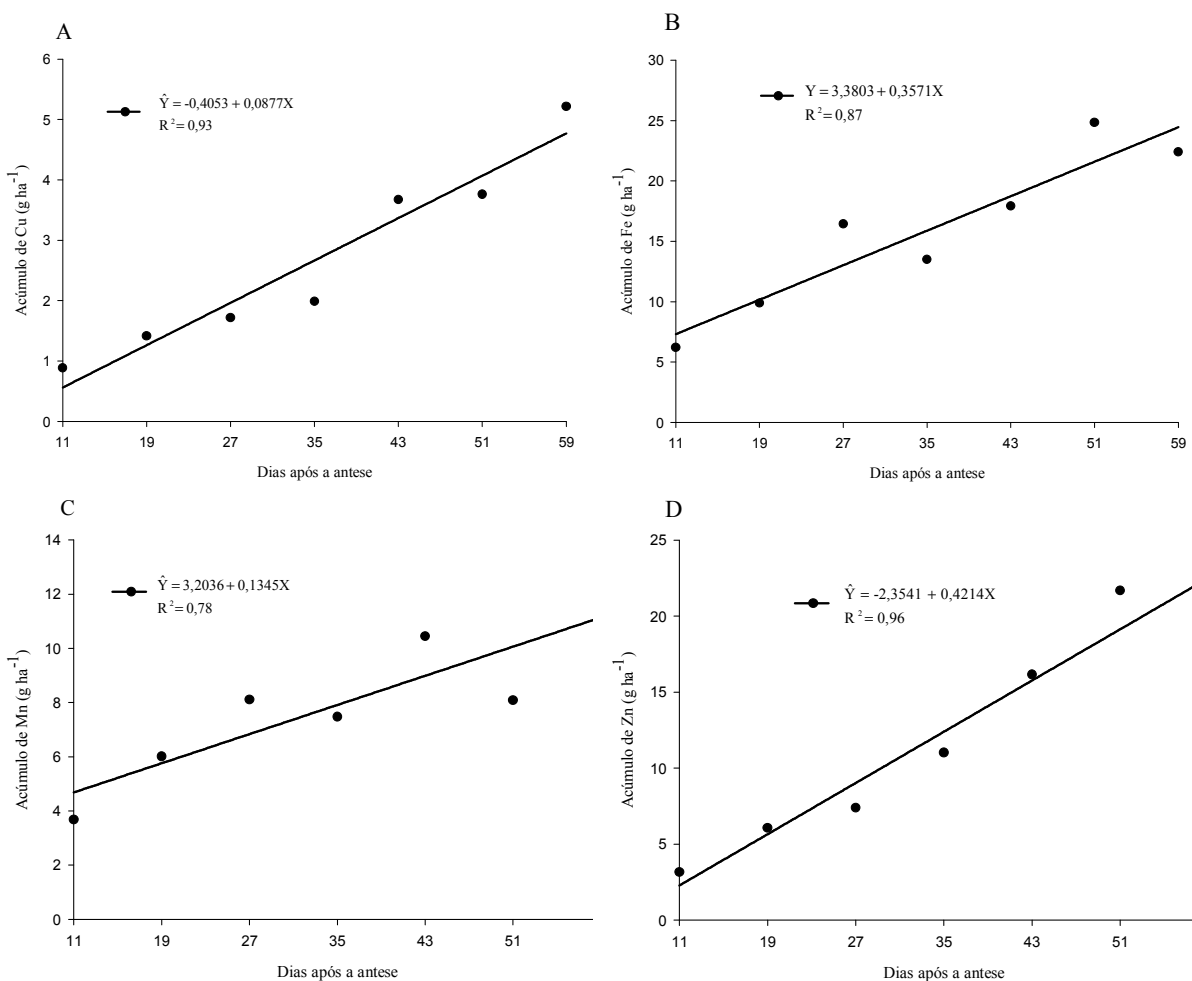 A
Ŷ = -0,4053 + 0,0877X
R² = 0,93
Acúmulo de Cu (g ha⁻¹)
6
5
4
3
2
1
0
11 19 27 35 43 51 59
Dias após a antese
B
Y = 3,3803 + 0,3571X
R² = 0,87
Acúmulo de Fe (g ha⁻¹)
30
25
20
15
10
5
0
11 19 27 35 43 51 59
Dias após a antese
C
Ŷ = 3,2036 + 0,1345X
R² = 0,78
Acúmulo de Mn (g ha⁻¹)
14
12
10
8
6
4
2
0
11 19 27 35 43 51
Dias após a antese
D
Ŷ = -2,3541 + 0,4214X
R² = 0,96
Acúmulo de Zn (g ha⁻¹)
25
20
15
10
5
0
11 19 27 35 43 51
Dias após a antese